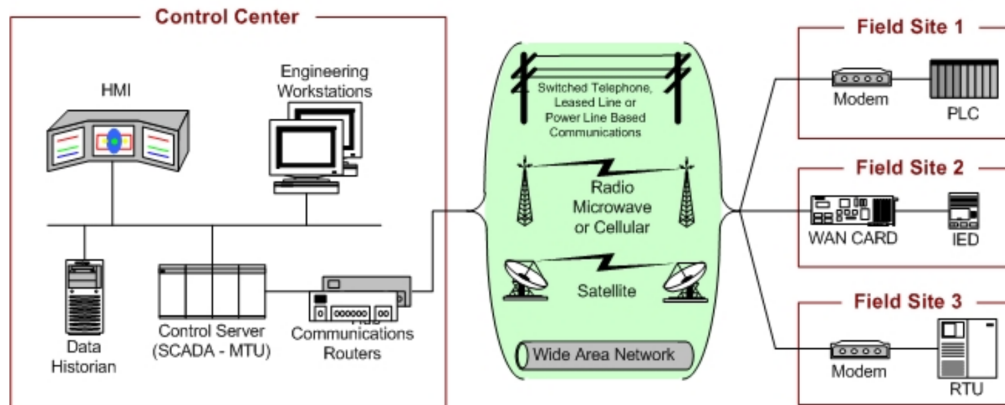 Control Center
HMI
Engineering
Workstations
Data
Historian
Control Server
(SCADA - MTU)
Communications
Routers
Switched Telephone,
Leased Line or
Power Line Based
Communications
Radio
Microwave
or Cellular
Satellite
Wide Area Network
Field Site 1
Modem
PLC
Field Site 2
WAN CARD
IED
Field Site 3
Modem
RTU